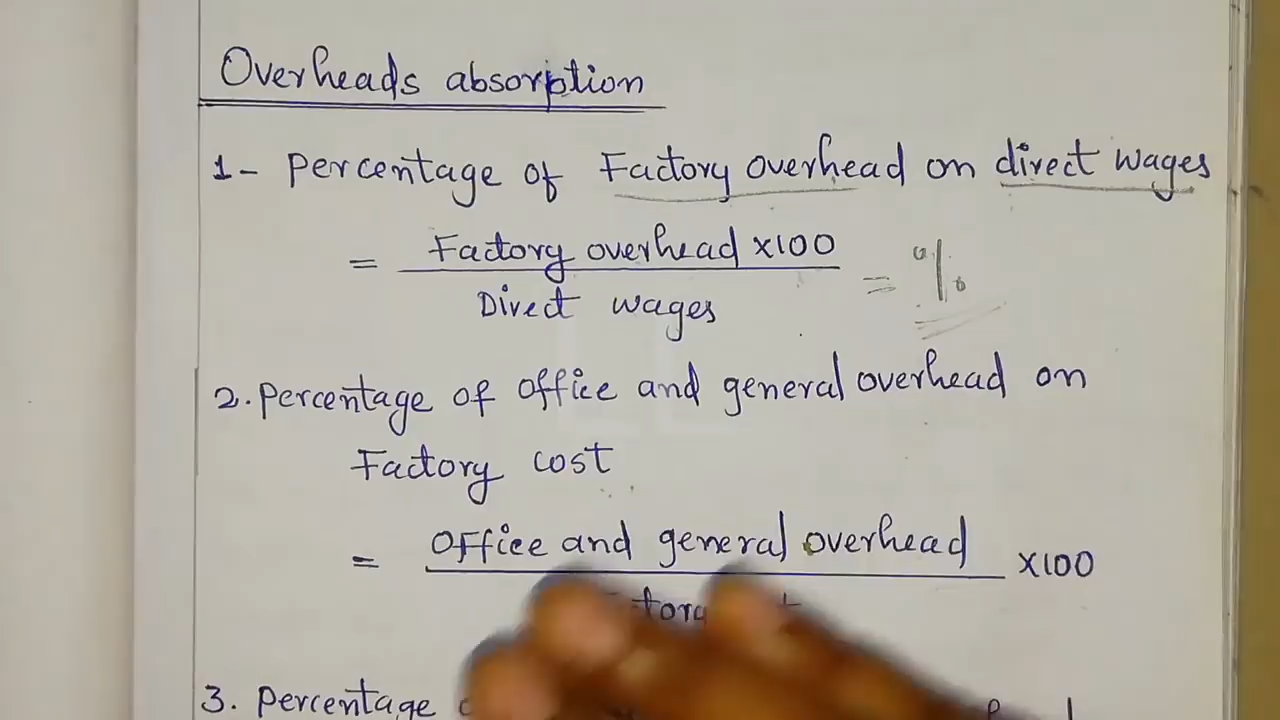 Overheads absorption
1- Percentage of Factory overhead on direct wages
= Factory overhead x100 = %
Direct wages
2. Percentage of office and general overhead on
Factory cost
= Office and general overhead x100
3. Percentage